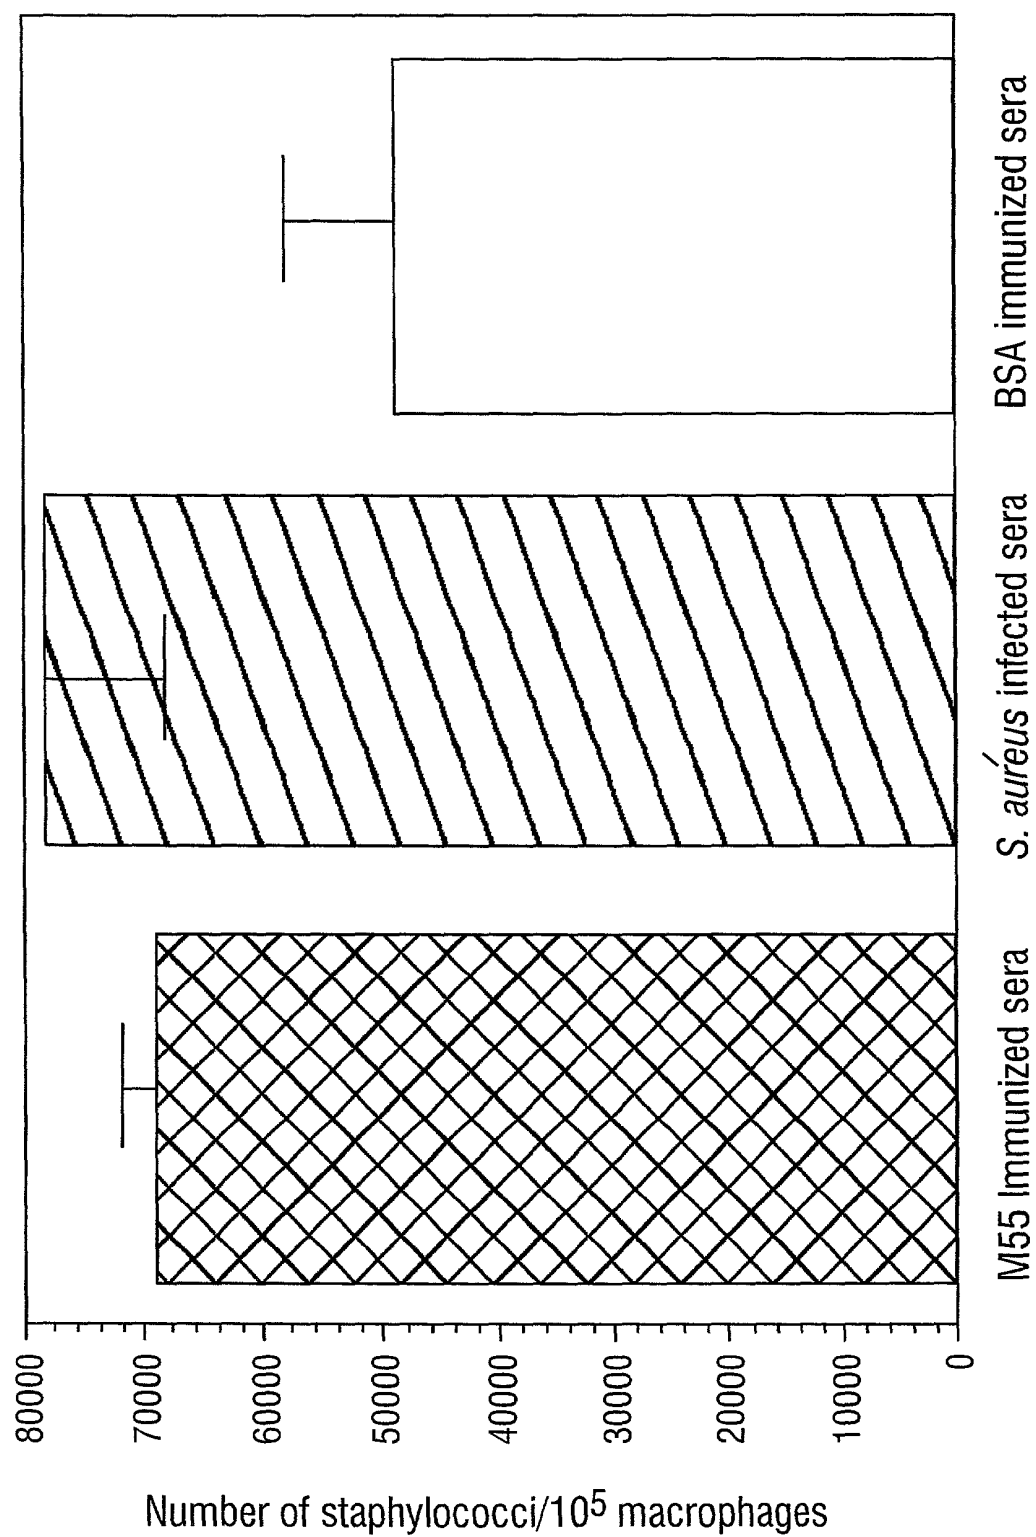 Number of staphylococci/10⁵ macrophages
80000
70000
60000
50000
40000
30000
20000
10000
0
M55 Immunized sera
S. auŕeus infected sera
BSA immunized sera